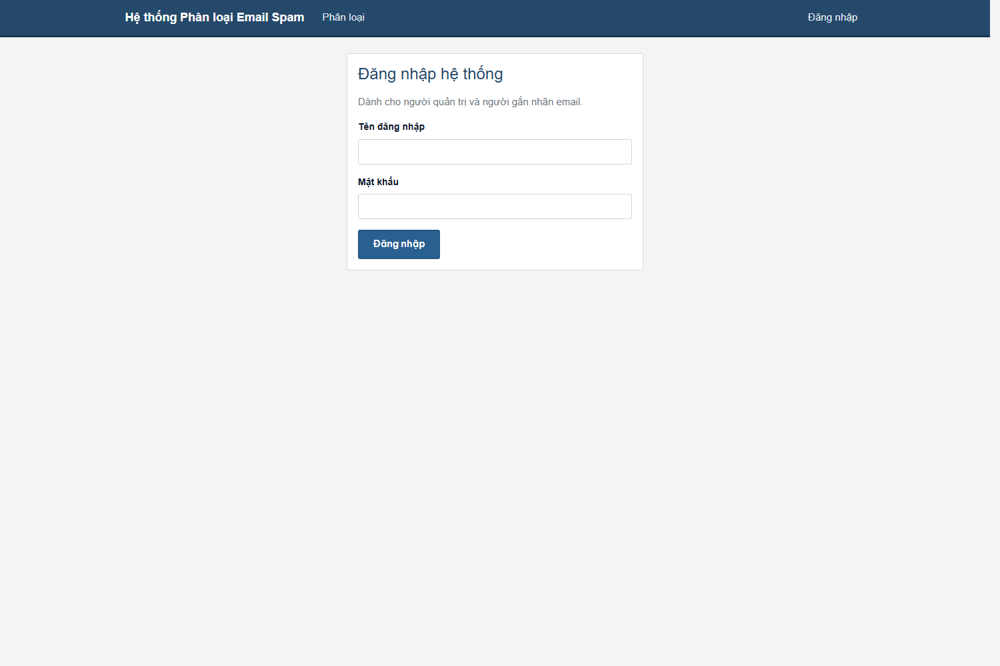 Hệ thống Phân loại Email Spam Phân loại Đăng nhập
Đăng nhập hệ thống
Dành cho người quản trị và người gắn nhãn email.
Tên đăng nhập
Mật khẩu
Đăng nhập